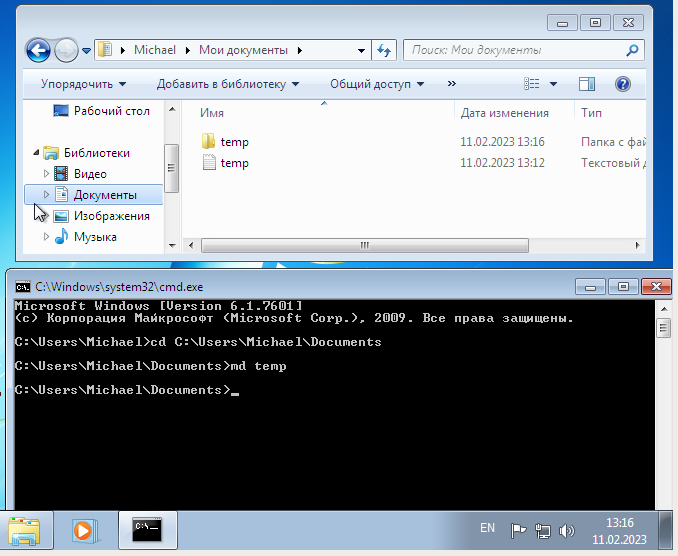 Michael Мои документы
Поиск: Мои документы
Упорядочить Добавить в библиотеку Общий доступ »
Рабочий стол
Библиотеки
Видео
Документы
Изображения
Музыка
Имя Дата изменения Тип
temp 11.02.2023 13:16 Папка с фай
temp 11.02.2023 13:12 Текстовый д
C:\Windows\system32\cmd.exe
Microsoft Windows [Version 6.1.7601]
(c) Корпорация Майкрософт (Microsoft Corp.), 2009. Все права защищены.
C:\Users\Michael>cd C:\Users\Michael\Documents
C:\Users\Michael\Documents>md temp
C:\Users\Michael\Documents>_
EN
13:16
11.02.2023